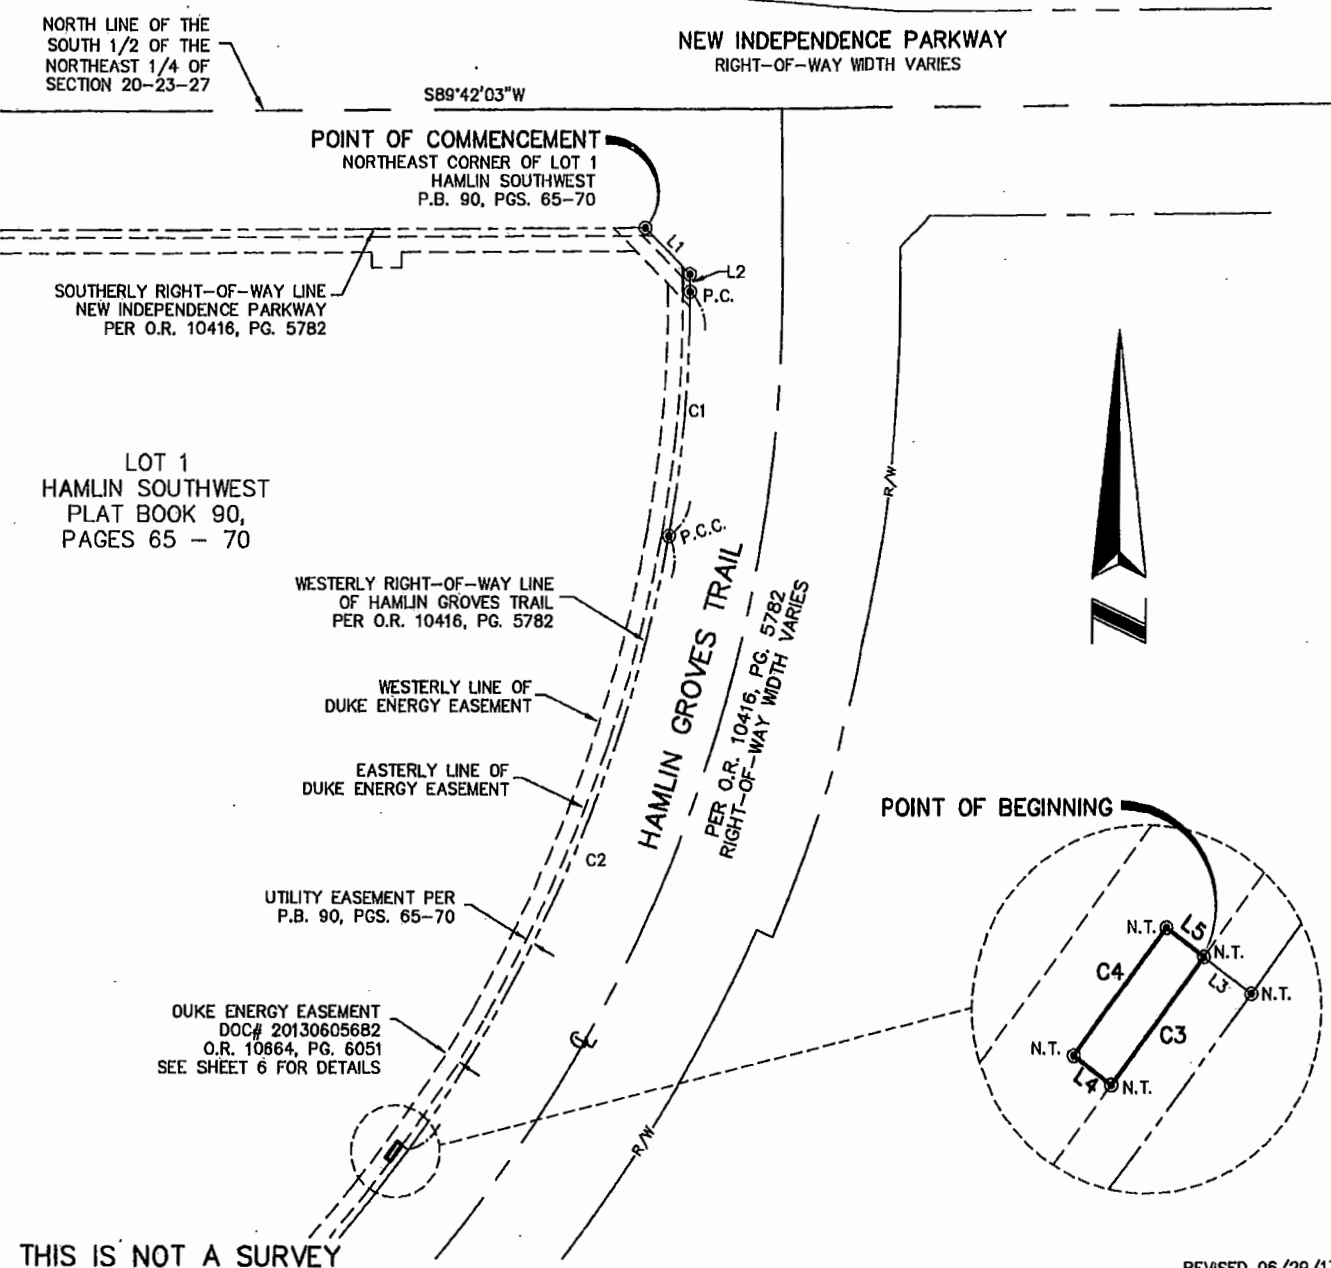 NORTH LINE OF THE
SOUTH 1/2 OF THE
NORTHEAST 1/4 OF
SECTION 20-23-27
NEW INDEPENDENCE PARKWAY
RIGHT-OF-WAY WIDTH VARIES
S89°42'03"W
POINT OF COMMENCEMENT
NORTHEAST CORNER OF LOT 1
HAMLIN SOUTHWEST
P.B. 90, PGS. 65-70
L1
L2
P.C.
SOUTHERLY RIGHT-OF-WAY LINE
NEW INDEPENDENCE PARKWAY
PER O.R. 10416, PG. 5782
C1
LOT 1
HAMLIN SOUTHWEST
PLAT BOOK 90,
PAGES 65 - 70
R/W
P.C.C.
WESTERLY RIGHT-OF-WAY LINE
OF HAMLIN GROVES TRAIL
PER O.R. 10416, PG. 5782
HAMLIN GROVES TRAIL
PER O.R. 10416, PG. 5782
RIGHT-OF-WAY WIDTH VARIES
N
WESTERLY LINE OF
DUKE ENERGY EASEMENT
EASTERLY LINE OF
DUKE ENERGY EASEMENT
C2
POINT OF BEGINNING
UTILITY EASEMENT PER
P.B. 90, PGS. 65-70
N.T.
L5
N.T.
C4
L3
N.T.
C3
N.T.
L4
N.T.
DUKE ENERGY EASEMENT
DOC# 20130605682
O.R. 10664, PG. 6051
SEE SHEET 6 FOR DETAILS
R/W
THIS IS NOT A SURVEY